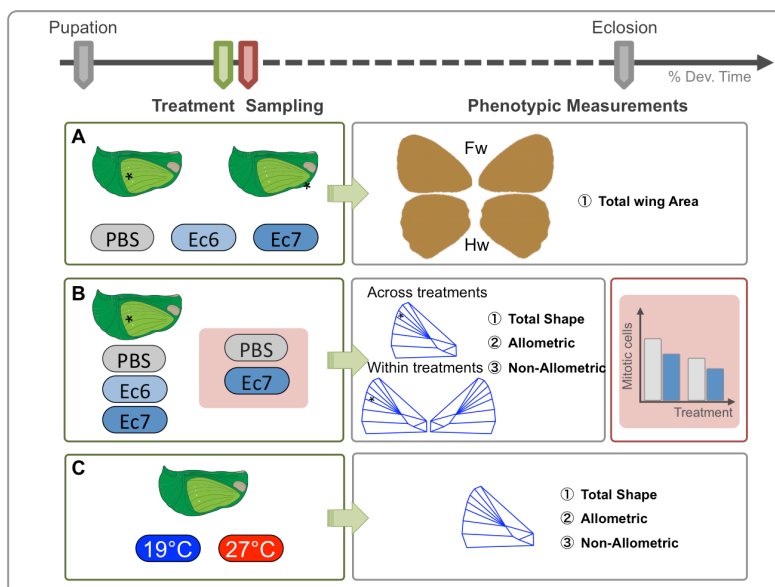 Pupation
Eclosion
% Dev. Time
Treatment
Sampling
Phenotypic Measurements
A
*
*
PBS
Ec6
Ec7
Fw
Hw
① Total wing Area
B
*
PBS
Ec6
Ec7
PBS
Ec7
Across treatments
*
① Total Shape
② Allometric
③ Non-Allometric
Within treatments
*
Mitotic cells
Treatment
C
19°C
27°C
① Total Shape
② Allometric
③ Non-Allometric